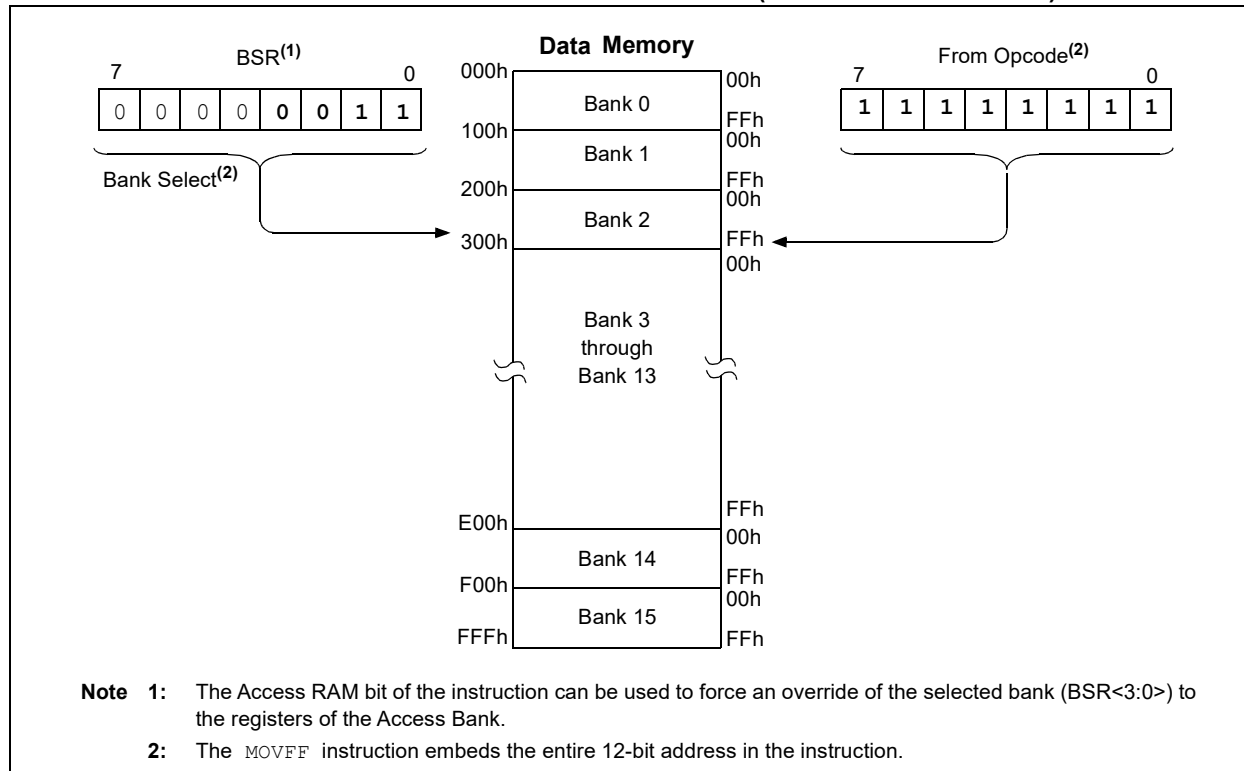 Data Memory
BSR(1)
7 0
0 0 0 0 0 0 1 1
Bank Select(2)
From Opcode(2)
7 0
1 1 1 1 1 1 1 1
000h
00h
Bank 0
FFh
100h
00h
Bank 1
FFh
200h
00h
Bank 2
FFh
300h
00h
Bank 3
through
Bank 13
FFh
E00h
00h
Bank 14
FFh
F00h
00h
Bank 15
FFFh
FFh
Note 1: The Access RAM bit of the instruction can be used to force an override of the selected bank (BSR<3:0>) to
the registers of the Access Bank.
2: The MOVFF instruction embeds the entire 12-bit address in the instruction.